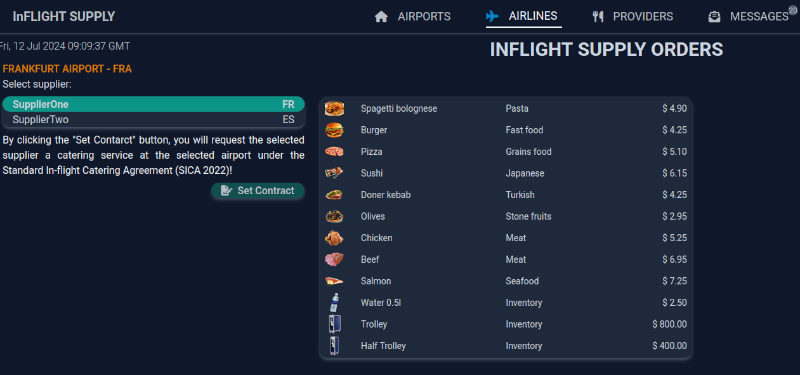 InFLIGHT SUPPLY
AIRPORTS
AIRLINES
PROVIDERS
MESSAGES 20
Fri, 12 Jul 2024 09:09:37 GMT
INFLIGHT SUPPLY ORDERS
FRANKFURT AIRPORT - FRA
Select supplier:
SupplierOne FR
SupplierTwo ES
By clicking the "Set Contarct" button, you will request the selected
supplier a catering service at the selected airport under the
Standard In-flight Catering Agreement (SICA 2022)!
Set Contract
Spagetti bolognese Pasta $ 4.90
Burger Fast food $ 4.25
Pizza Grains food $ 5.10
Sushi Japanese $ 6.15
Doner kebab Turkish $ 4.25
Olives Stone fruits $ 2.95
Chicken Meat $ 5.25
Beef Meat $ 6.95
Salmon Seafood $ 7.25
Water 0.5l Inventory $ 2.50
Trolley Inventory $ 800.00
Half Trolley Inventory $ 400.00